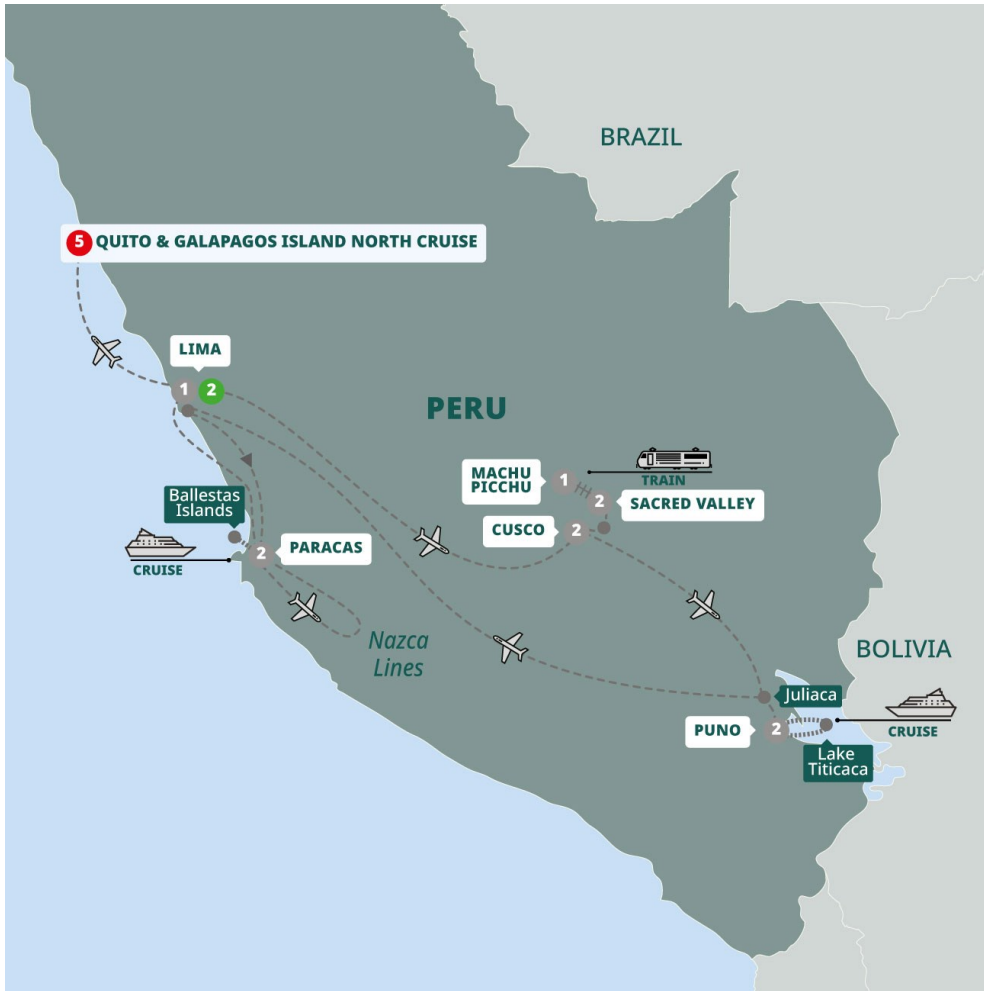 BRAZIL
5 QUITO & GALAPAGOS ISLAND NORTH CRUISE
LIMA
1 2
PERU
MACHU
PICCHU
1
TRAIN
2
SACRED VALLEY
CUSCO
2
Ballestas
Islands
CRUISE
2
PARACAS
Nazca
Lines
BOLIVIA
Juliaca
PUNO
2
CRUISE
Lake
Titicaca